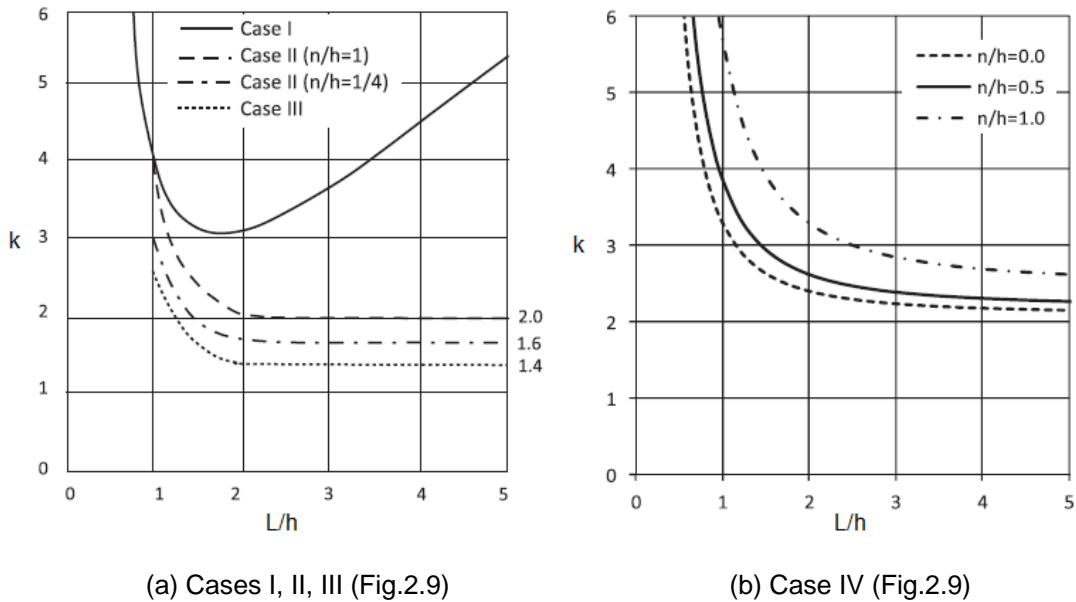 6
5
4
3
2
1
0
k
0 1 2 3 4 5
L/h
Case I
Case II (n/h=1)
Case II (n/h=1/4)
Case III
2.0
1.6
1.4
(a) Cases I, II, III (Fig.2.9)
6
5
4
3
2
1
0
k
0 1 2 3 4 5
L/h
n/h=0.0
n/h=0.5
n/h=1.0
(b) Case IV (Fig.2.9)